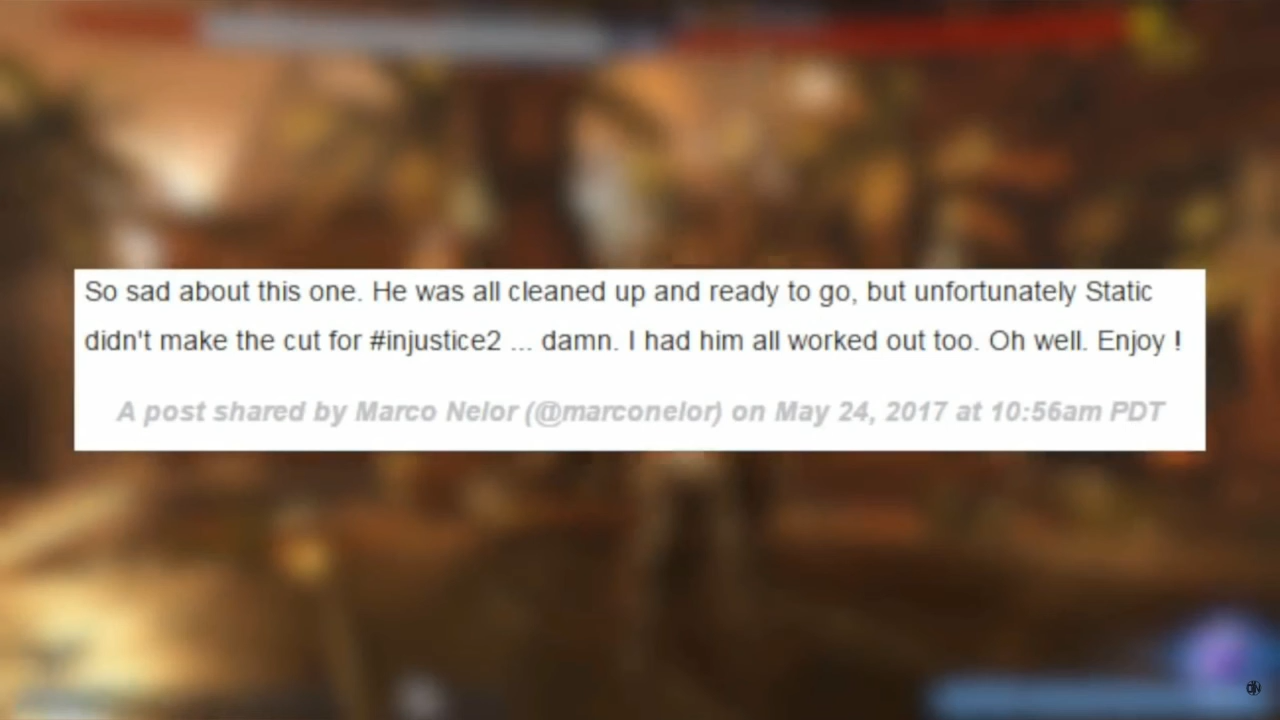 So sad about this one. He was all cleaned up and ready to go, but unfortunately Static
didn't make the cut for #injustice2 ... damn. I had him all worked out too. Oh well. Enjoy !
A post shared by Marco Nelor (@marconelor) on May 24, 2017 at 10:56am PDT